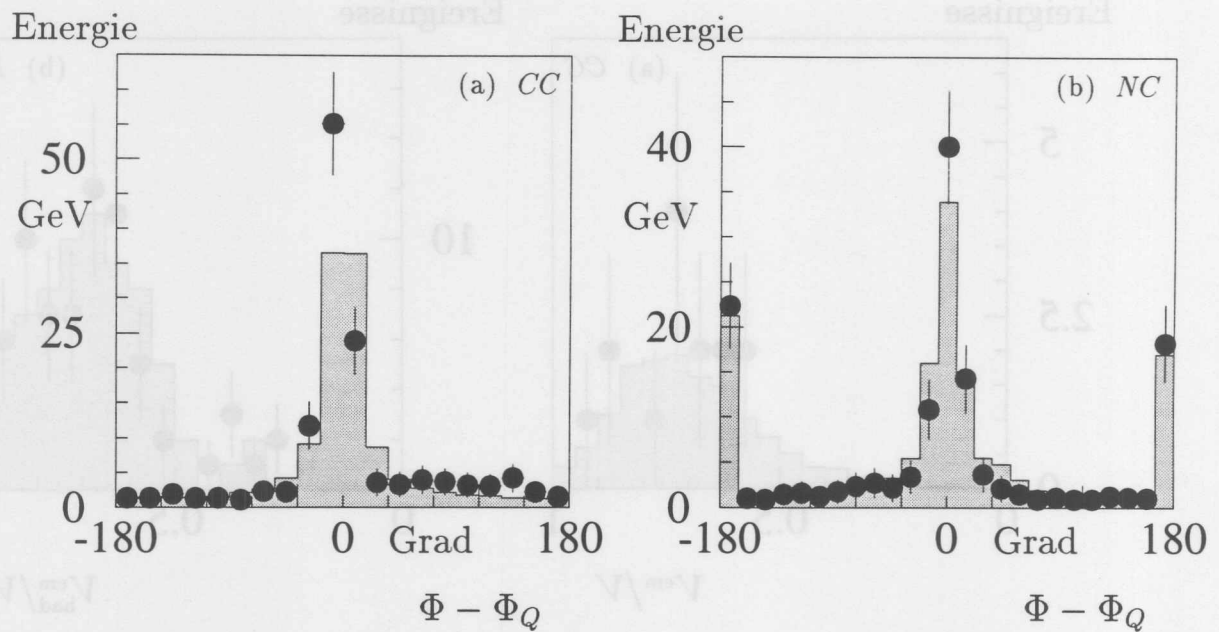 Energie
(a) CC
50
GeV
25
0
-180 0 Grad 180
Φ − Φ_Q
Energie
(b) NC
40
GeV
20
0
-180 0 Grad 180
Φ − Φ_Q